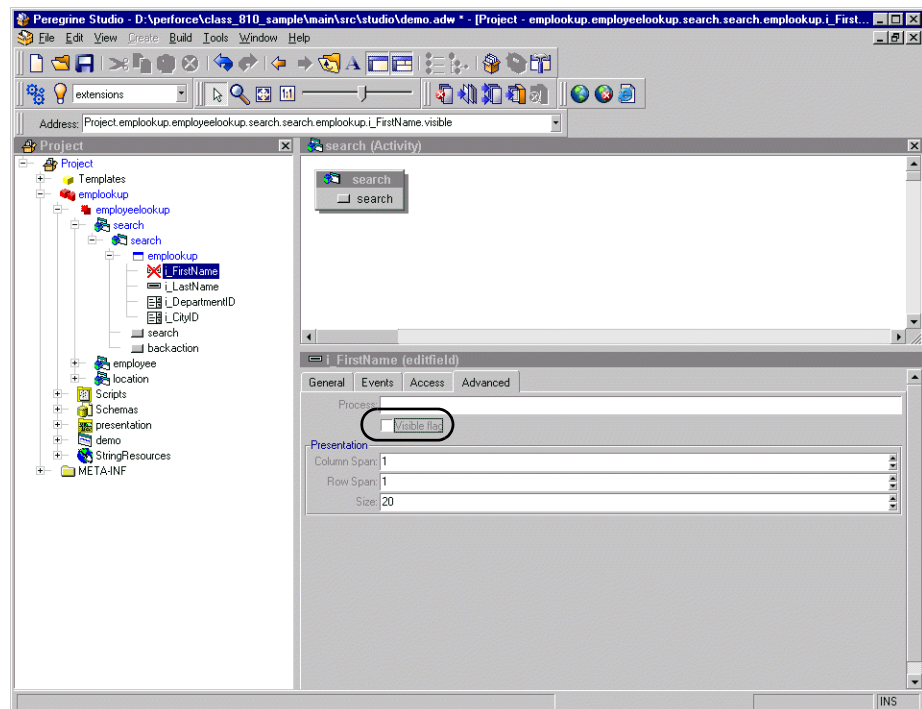 Peregrine Studio - D:\perforce\class_810_sample\main\src\studio\demo.adw * - [Project - emplookup.employeelookup.search.search.emplookup.i_First...
File Edit View Create Build Tools Window Help
A
extensions
1:1
Address: Project.emplookup.employeelookup.search.search.emplookup.i_FirstName.visible
Project
Project
Templates
emplookup
employeelookup
search
search
emplookup
i_FirstName
i_LastName
i_DepartmentID
i_CityID
search
backaction
employee
location
Scripts
Schemas
presentation
demo
StringResources
META-INF
search (Activity)
search
search
i_FirstName (editfield)
General Events Access Advanced
Process:
Visible flag
Presentation
Column Span: 1
Row Span: 1
Size: 20
INS